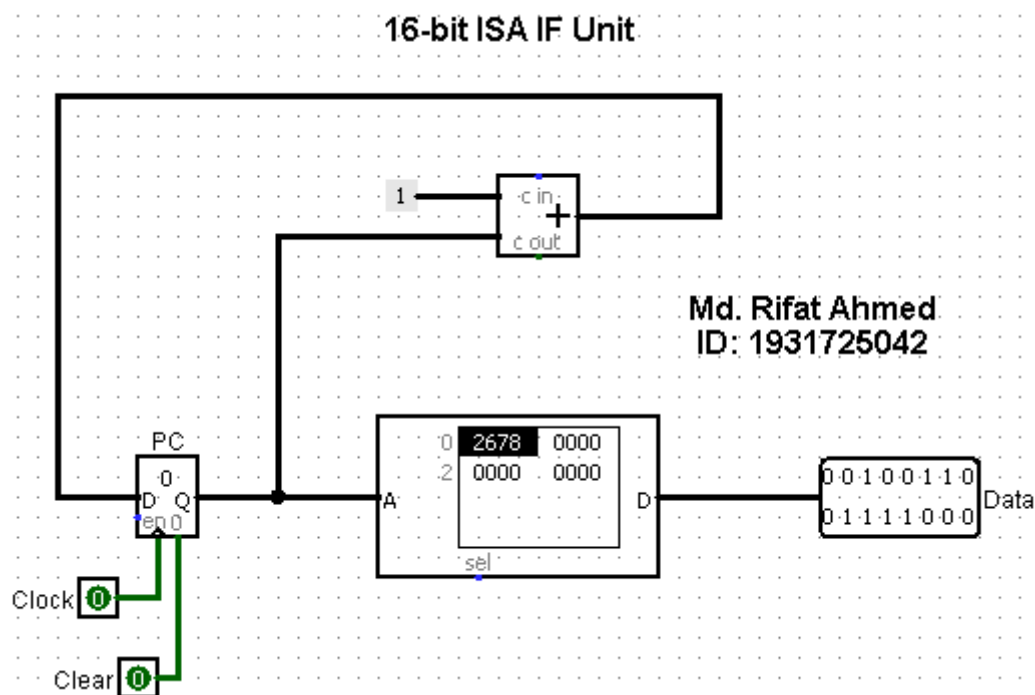 16-bit ISA IF Unit
1
c in
+
c out
Md. Rifat Ahmed
ID: 1931725042
PC
0
D Q
en 0
0 2678 0000
2 0000 0000
A
D
sel
0 0 1 0 0 1 1 0
0 1 1 1 1 0 0 0
Data
Clock 0
Clear 0